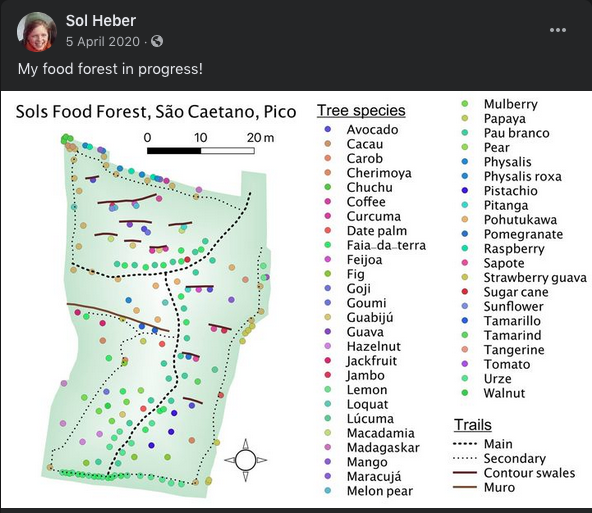 Sol Heber
5 April 2020 ·
My food forest in progress!
Sols Food Forest, São Caetano, Pico
0 10 20 m
Tree species
Avocado
Cacau
Carob
Cherimoya
Chuchu
Coffee
Curcuma
Date palm
Faia_da_terra
Feijoa
Fig
Goji
Goumi
Guabijú
Guava
Hazelnut
Jackfruit
Jambo
Lemon
Loquat
Lúcuma
Macadamia
Madagaskar
Mango
Maracujá
Melon pear
Mulberry
Papaya
Pau branco
Pear
Physalis
Physalis roxa
Pistachio
Pitanga
Pohutukawa
Pomegranate
Raspberry
Sapote
Strawberry guava
Sugar cane
Sunflower
Tamarillo
Tamarind
Tangerine
Tomato
Urze
Walnut
Trails
Main
Secondary
Contour swales
Muro